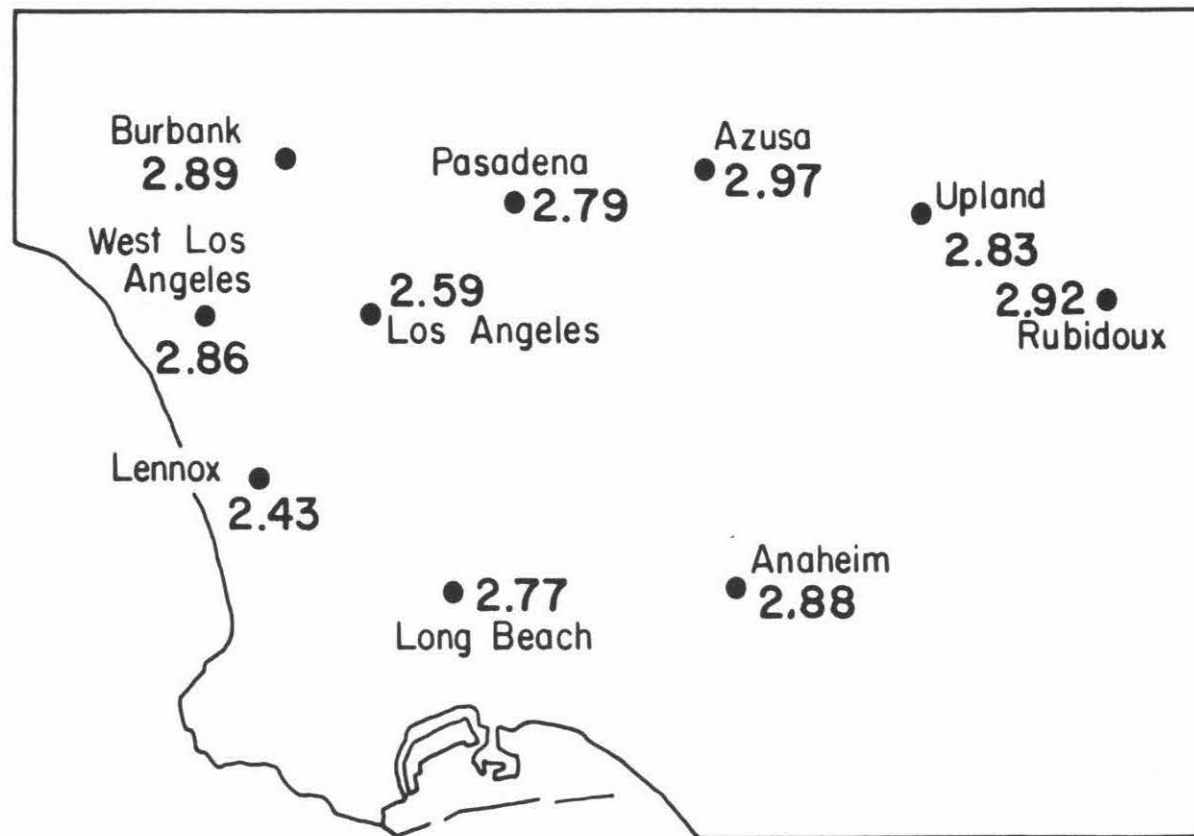 Burbank
2.89
Pasadena
2.79
Azusa
2.97
Upland
2.83
West Los
Angeles
2.86
2.59
Los Angeles
2.92
Rubidoux
Lennox
2.43
2.77
Long Beach
Anaheim
2.88